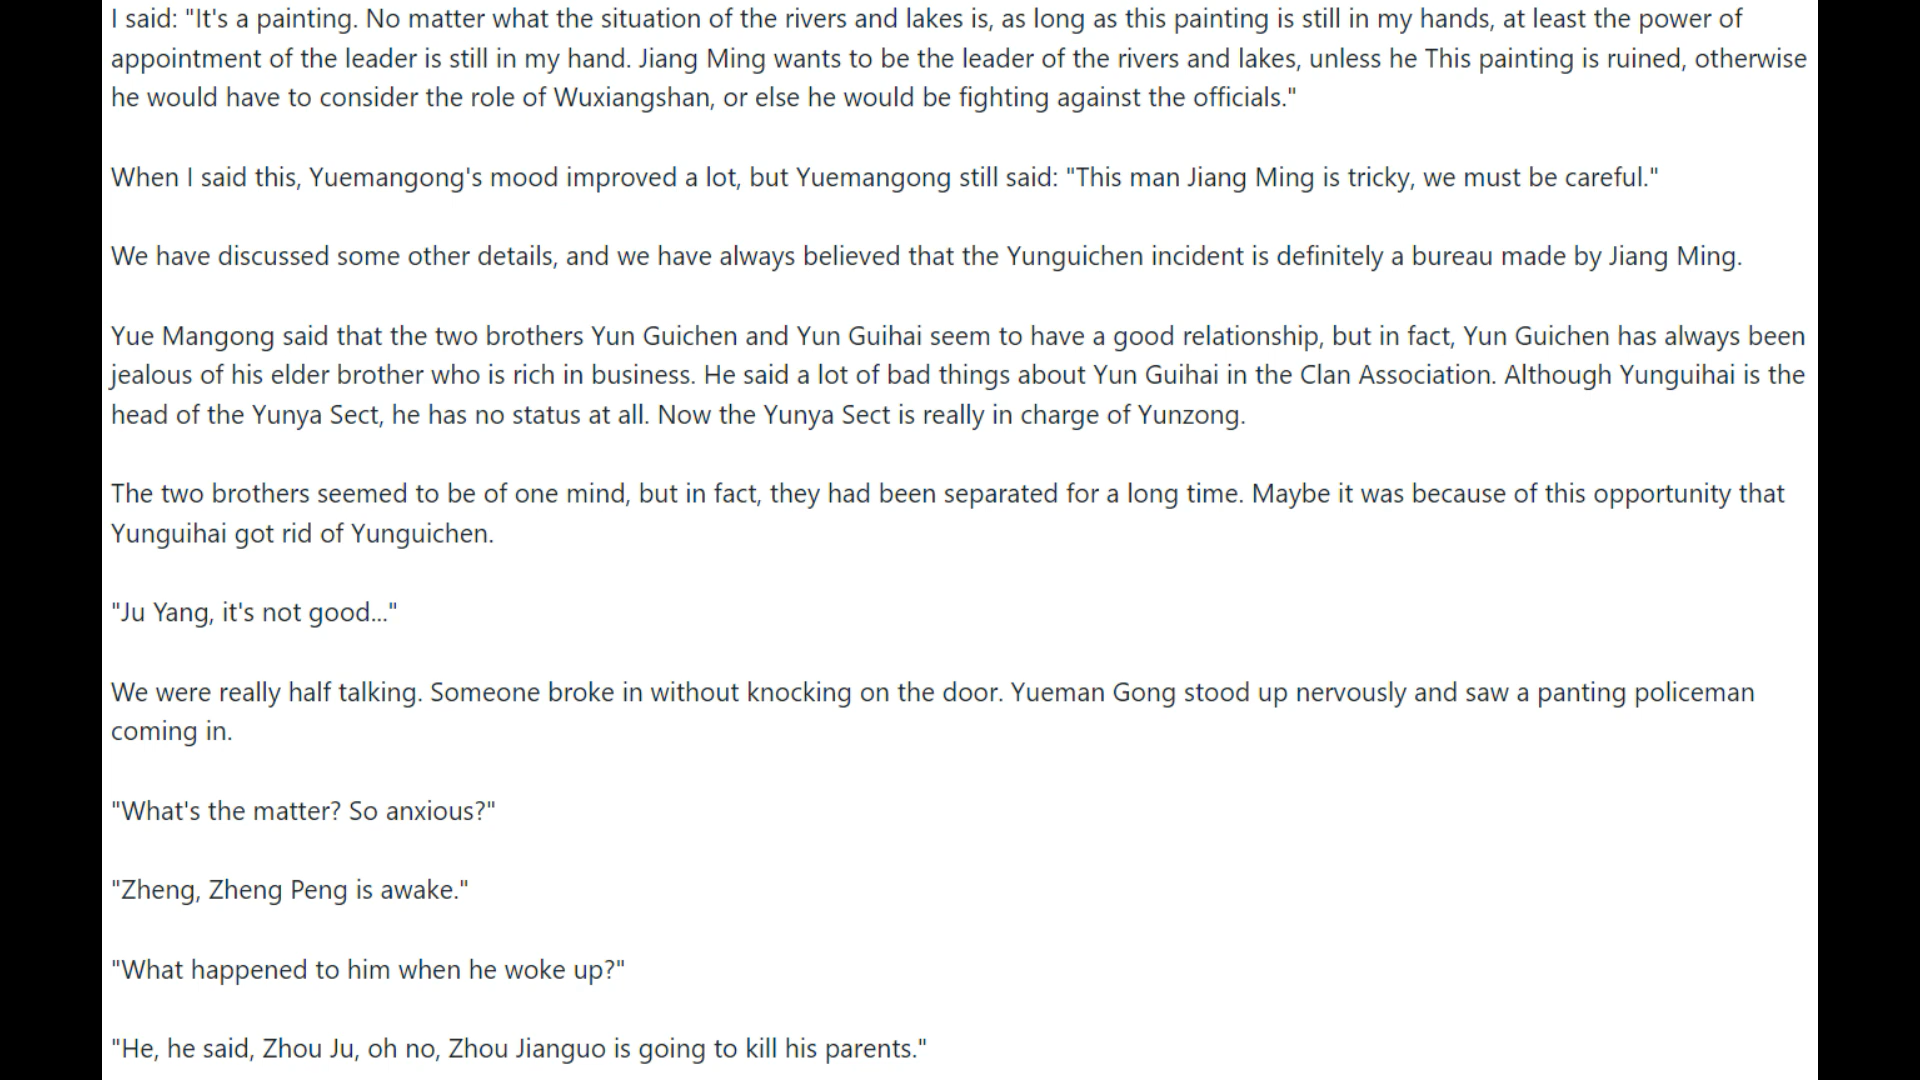 I said: "It's a painting. No matter what the situation of the rivers and lakes is, as long as this painting is still in my hands, at least the power of
appointment of the leader is still in my hand. Jiang Ming wants to be the leader of the rivers and lakes, unless he This painting is ruined, otherwise
he would have to consider the role of Wuxiangshan, or else he would be fighting against the officials."
When I said this, Yuemangong's mood improved a lot, but Yuemangong still said: "This man Jiang Ming is tricky, we must be careful."
We have discussed some other details, and we have always believed that the Yunguichen incident is definitely a bureau made by Jiang Ming.
Yue Mangong said that the two brothers Yun Guichen and Yun Guihai seem to have a good relationship, but in fact, Yun Guichen has always been
jealous of his elder brother who is rich in business. He said a lot of bad things about Yun Guihai in the Clan Association. Although Yunguihai is the
head of the Yunya Sect, he has no status at all. Now the Yunya Sect is really in charge of Yunzong.
The two brothers seemed to be of one mind, but in fact, they had been separated for a long time. Maybe it was because of this opportunity that
Yunguihai got rid of Yunguichen.
"Ju Yang, it's not good..."
We were really half talking. Someone broke in without knocking on the door. Yueman Gong stood up nervously and saw a panting policeman
coming in.
"What's the matter? So anxious?"
"Zheng, Zheng Peng is awake."
"What happened to him when he woke up?"
"He, he said, Zhou Ju, oh no, Zhou Jianguo is going to kill his parents."